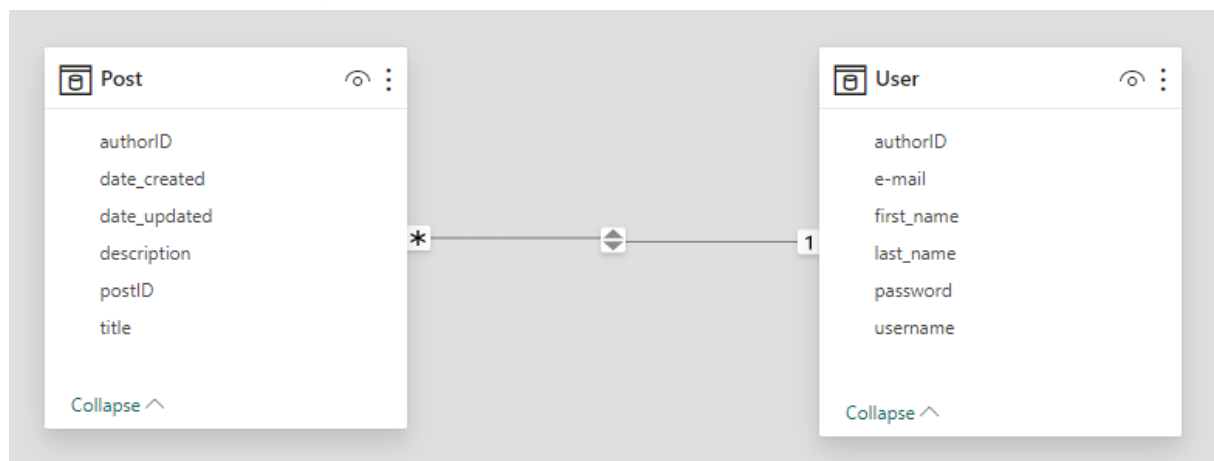 Post
authorID
date_created
date_updated
description
postID
title
Collapse
*
1
User
authorID
e-mail
first_name
last_name
password
username
Collapse